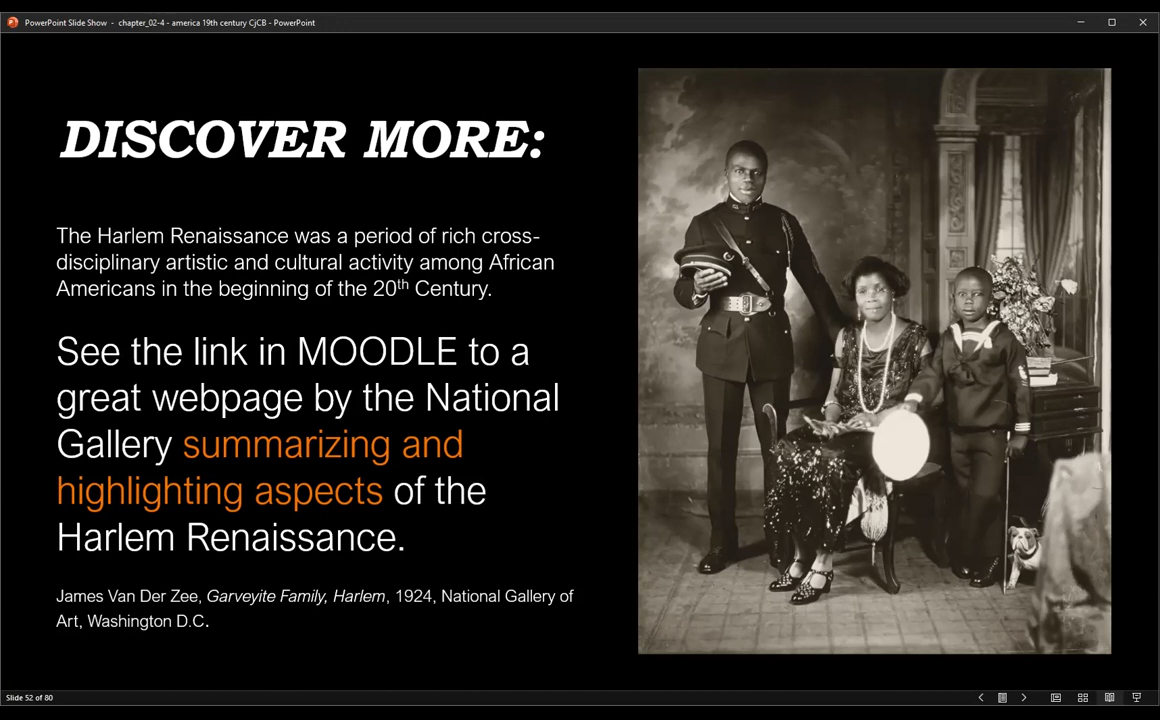 PowerPoint Slide Show - chapter_02-4 - america 19th century CjCB - PowerPoint
DISCOVER MORE:
The Harlem Renaissance was a period of rich cross-
disciplinary artistic and cultural activity among African
Americans in the beginning of the 20th Century.
See the link in MOODLE to a
great webpage by the National
Gallery summarizing and
highlighting aspects of the
Harlem Renaissance.
James Van Der Zee, Garveyite Family, Harlem, 1924, National Gallery of
Art, Washington D.C.
Slide 52 of 80